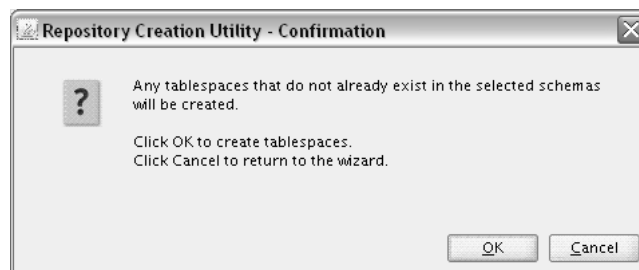 Repository Creation Utility - Confirmation
?
Any tablespaces that do not already exist in the selected schemas
will be created.
Click OK to create tablespaces.
Click Cancel to return to the wizard.
OK Cancel